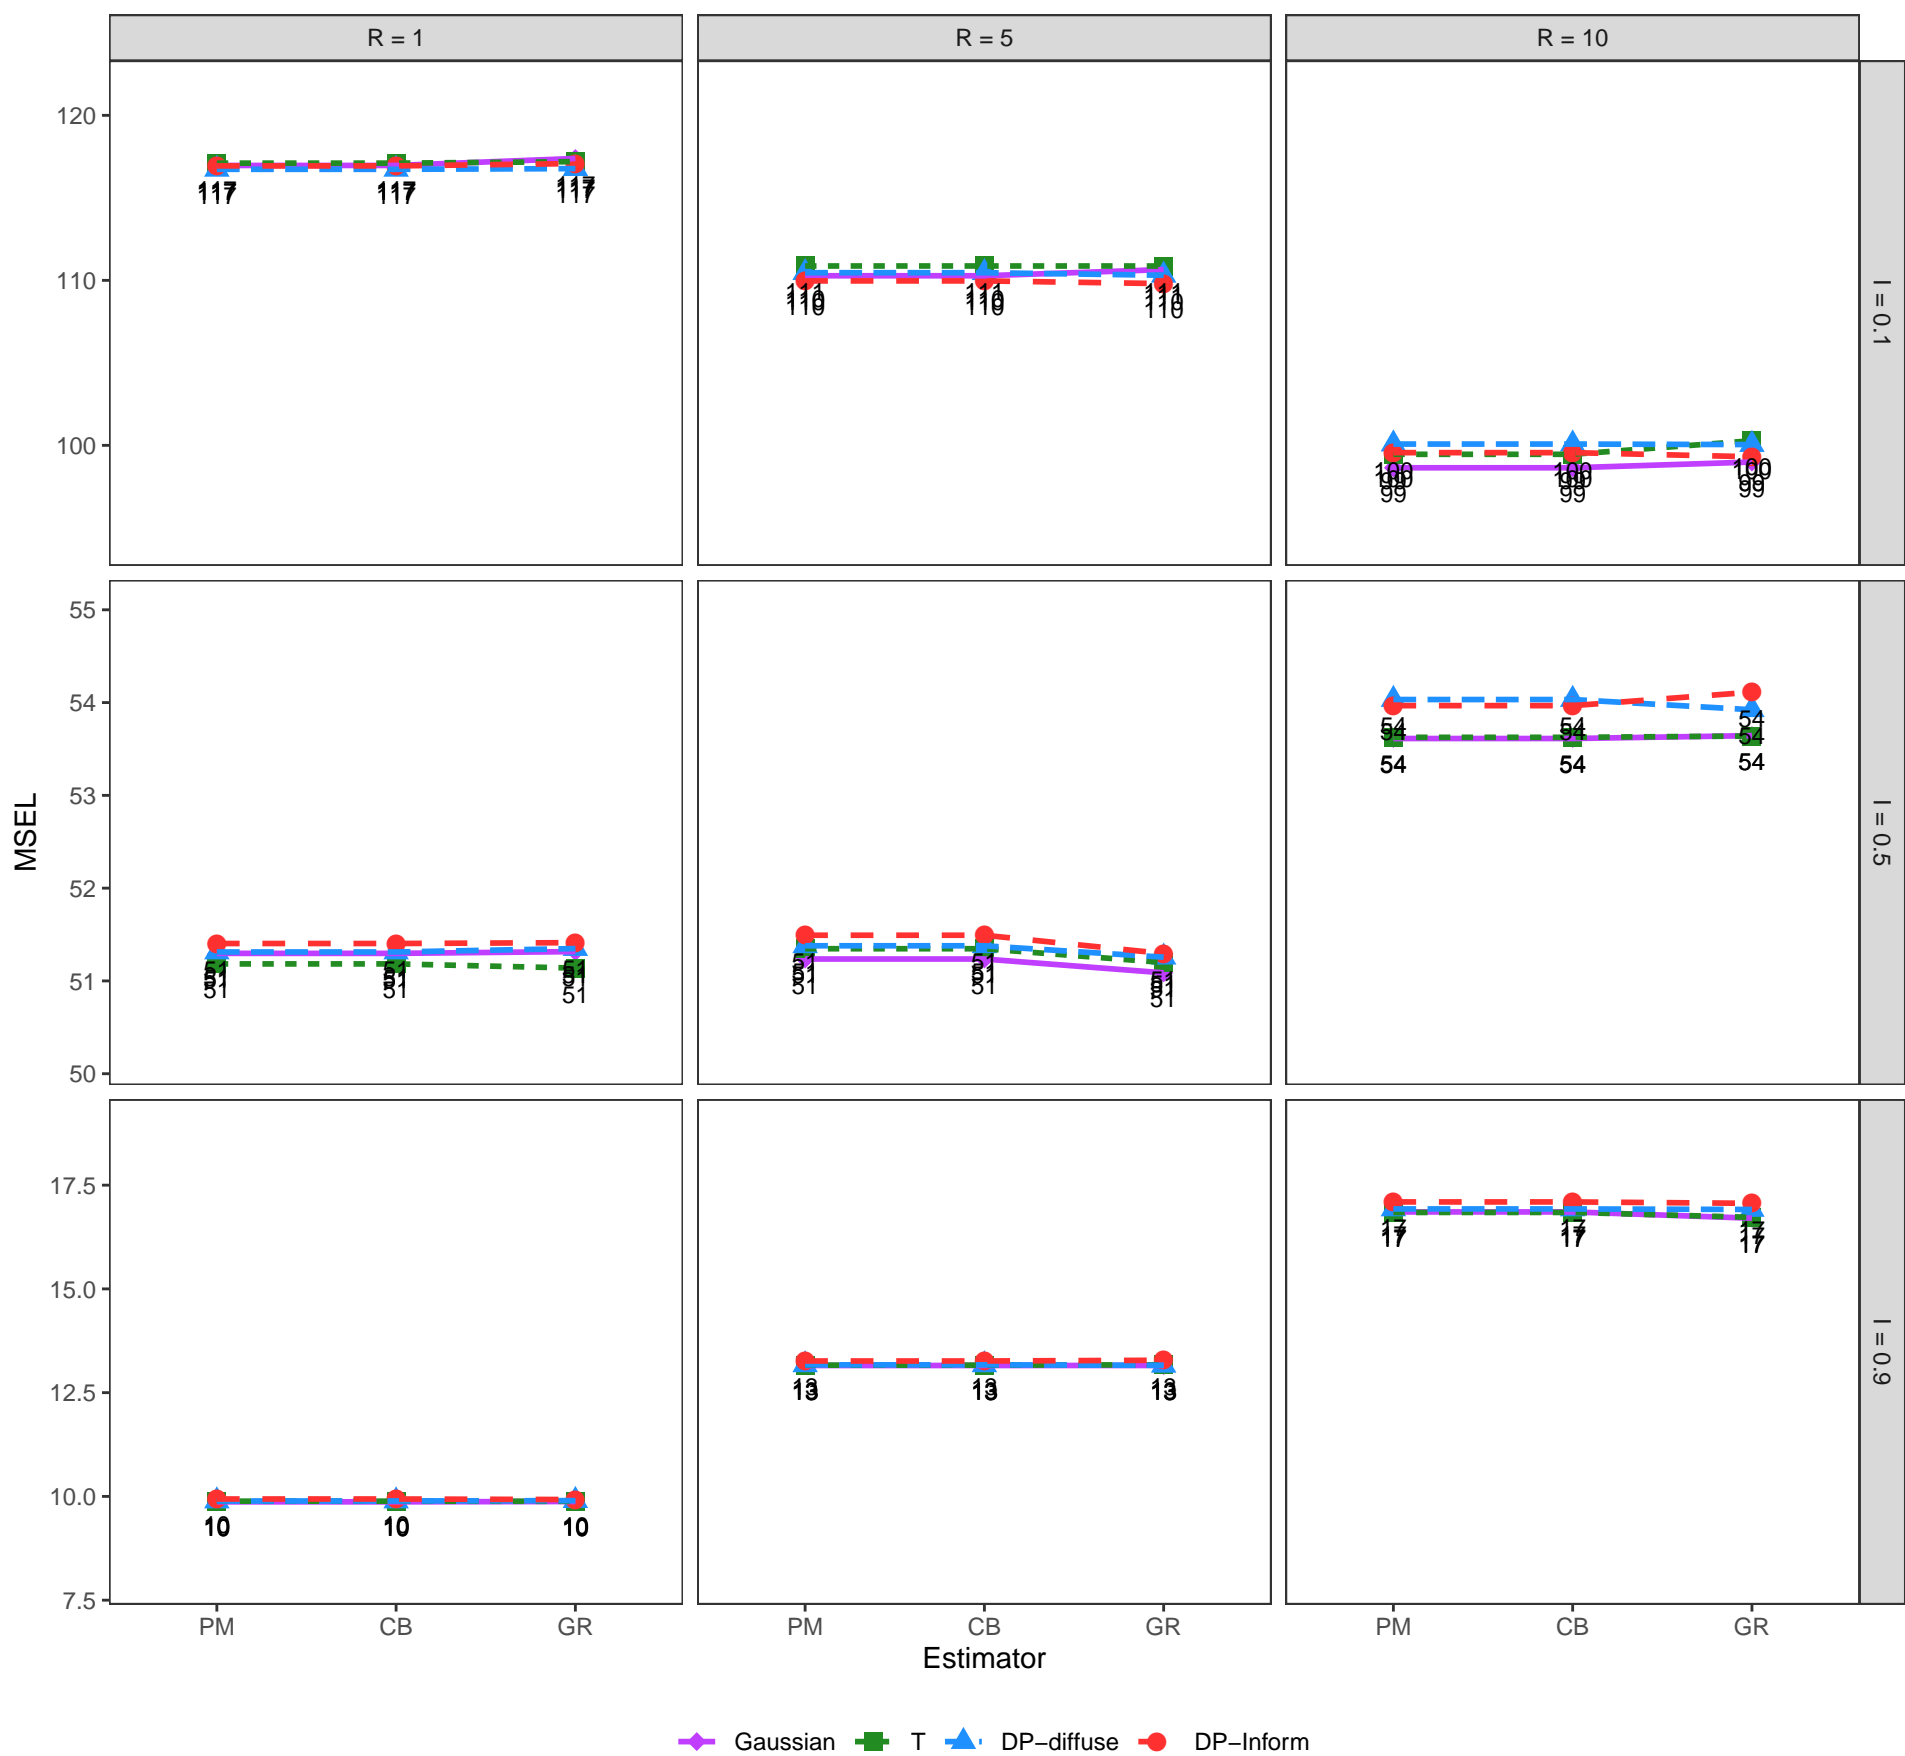 R = 1
R = 5
R = 10
120
110
100
117 117 117
111 111 111
110 110 110
100 100 100
99 99 99
I = 0.1
55
54
53
52
51
50
51 51 51
51 51 51
54 54 54
54 54 54
I = 0.5
MSEL
17.5
15.0
12.5
10.0
7.5
10 10 10
13 13 13
17 17 17
I = 0.9
PM CB GR
PM CB GR
PM CB GR
Estimator
Gaussian T DP−diffuse DP−Inform